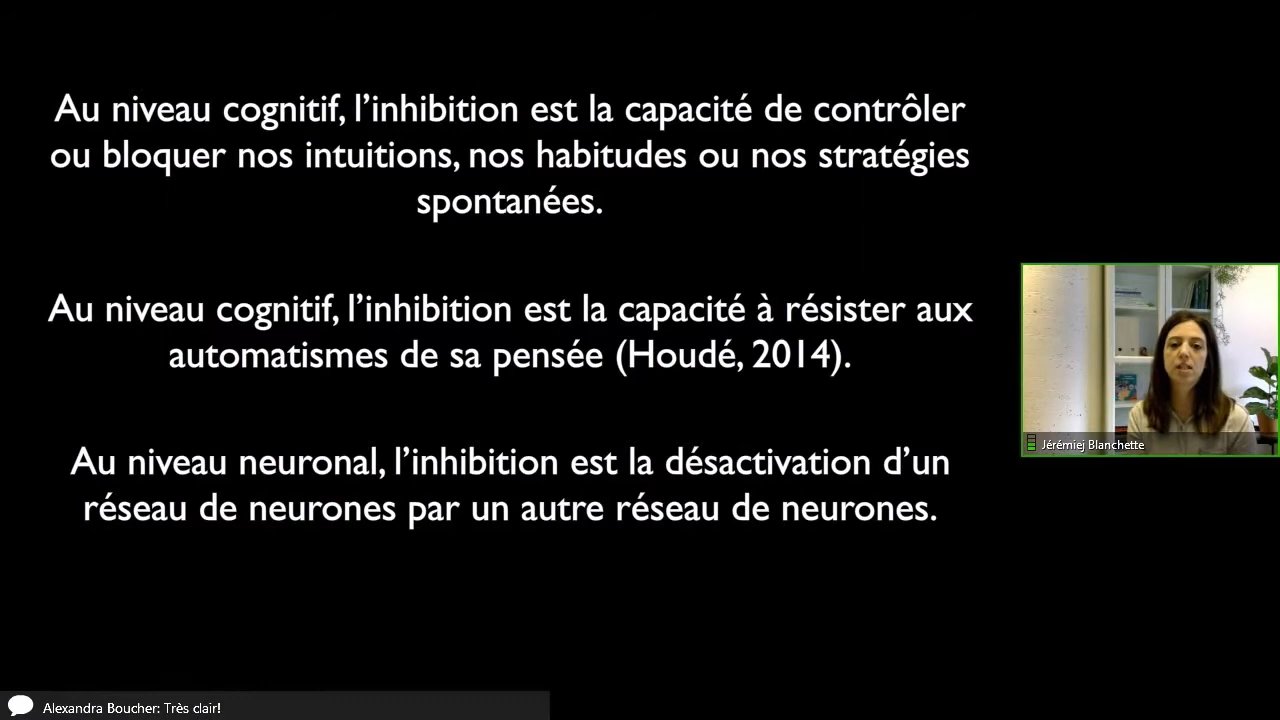 Au niveau cognitif, l’inhibition est la capacité de contrôler
ou bloquer nos intuitions, nos habitudes ou nos stratégies
spontanées.
Au niveau cognitif, l’inhibition est la capacité à résister aux
automatismes de sa pensée (Houdé, 2014).
Au niveau neuronal, l’inhibition est la désactivation d’un
réseau de neurones par un autre réseau de neurones.
Jérémiej Blanchette
Alexandra Boucher: Très clair!